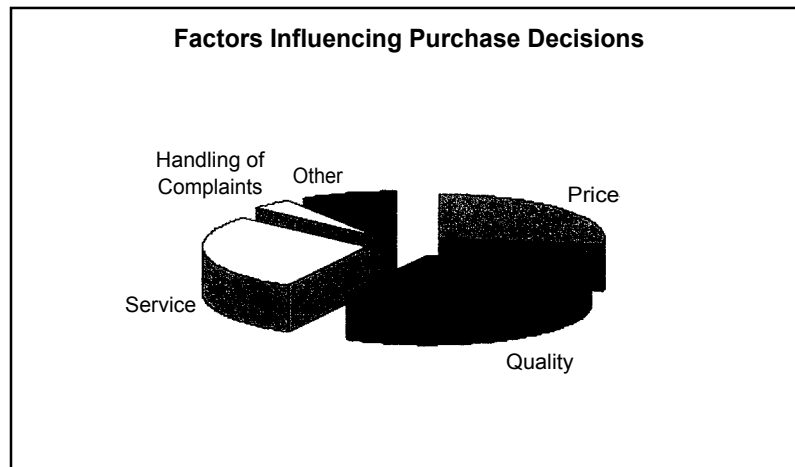 Factors Influencing Purchase Decisions
Handling of
Complaints
Other
Price
Service
Quality